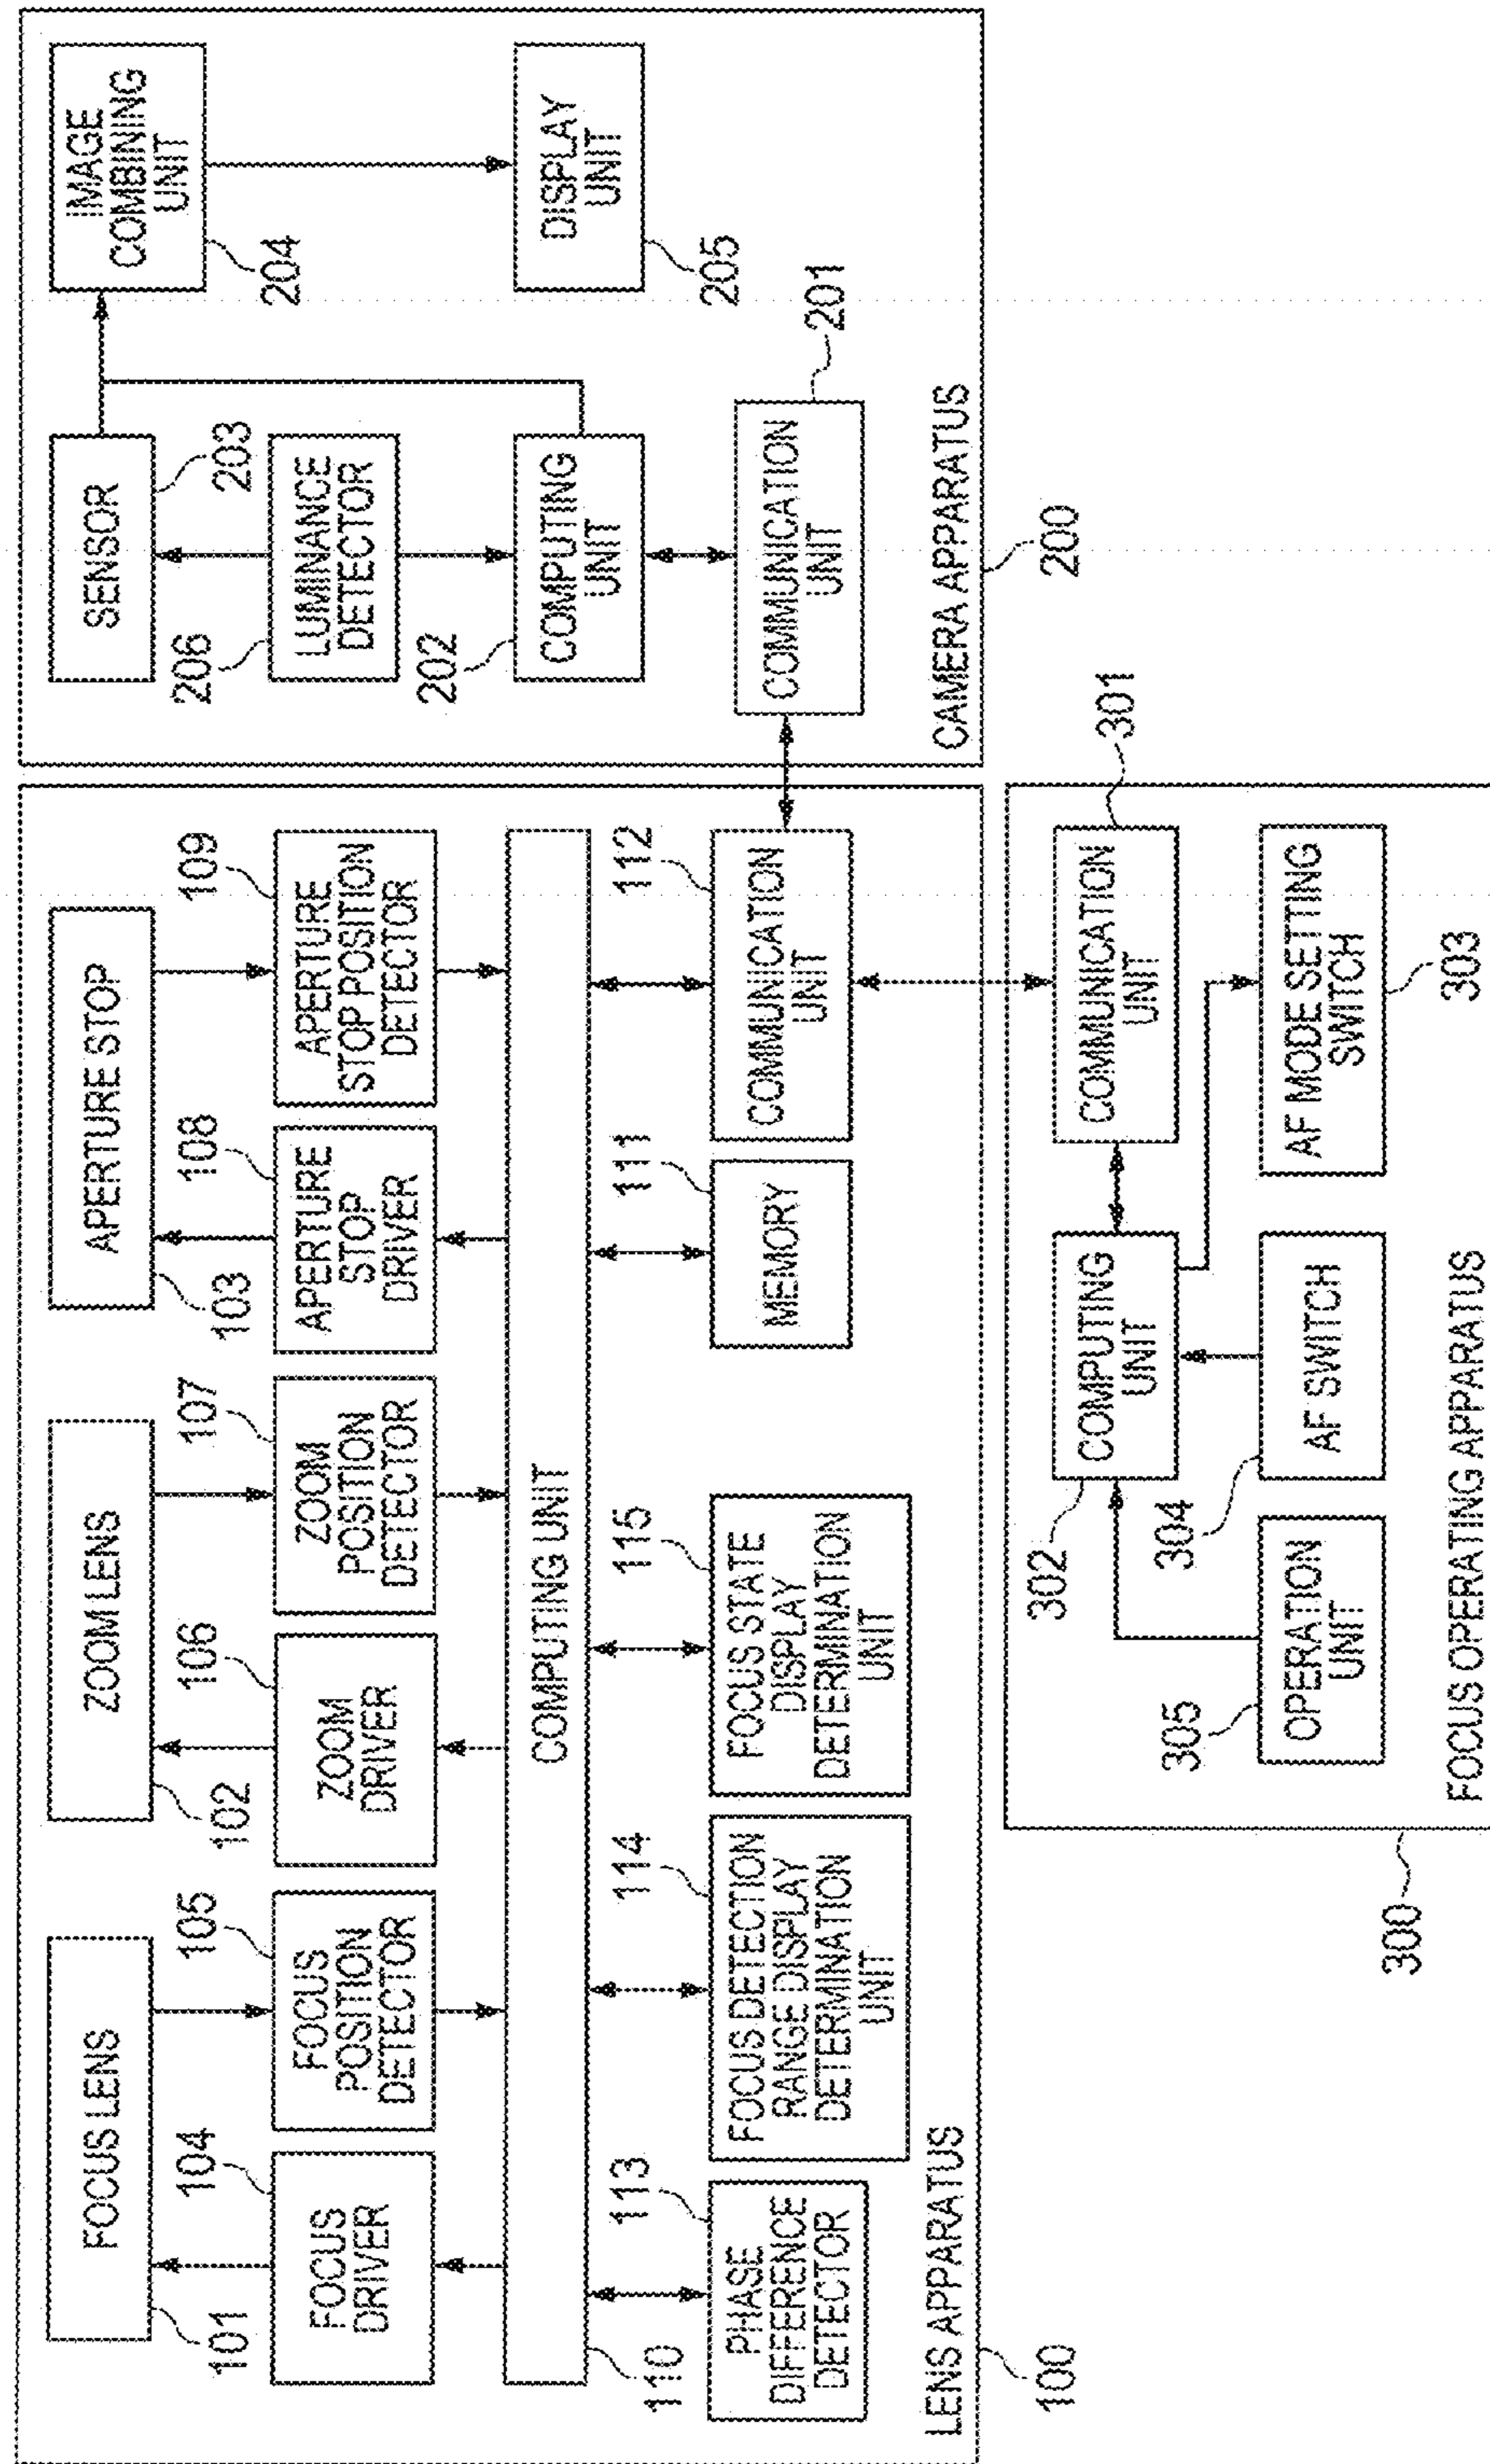 FOCUS LENS
101
ZOOM LENS
102
APERTURE STOP
103
104
FOCUS
DRIVER
105
FOCUS
POSITION
DETECTOR
106
ZOOM
DRIVER
107
ZOOM
POSITION
DETECTOR
108
APERTURE
STOP
DRIVER
109
APERTURE
STOP POSITION
DETECTOR
COMPUTING UNIT
110
113
PHASE
DIFFERENCE
DETECTOR
114
FOCUS DETECTION
RANGE DISPLAY
DETERMINATION
UNIT
115
FOCUS STATE
DISPLAY
DETERMINATION
UNIT
111
MEMORY
112
COMMUNICATION
UNIT
LENS APPARATUS
100
SENSOR
203
IMAGE
COMBINING
UNIT
204
206
LUMINANCE
DETECTOR
202
COMPUTING
UNIT
DISPLAY
UNIT
205
COMMUNICATION
UNIT
201
CAMERA APPARATUS
200
302
COMPUTING
UNIT
COMMUNICATION
UNIT
301
305
OPERATION
UNIT
304
AF SWITCH
AF MODE SETTING
SWITCH
303
FOCUS OPERATING APPARATUS
300